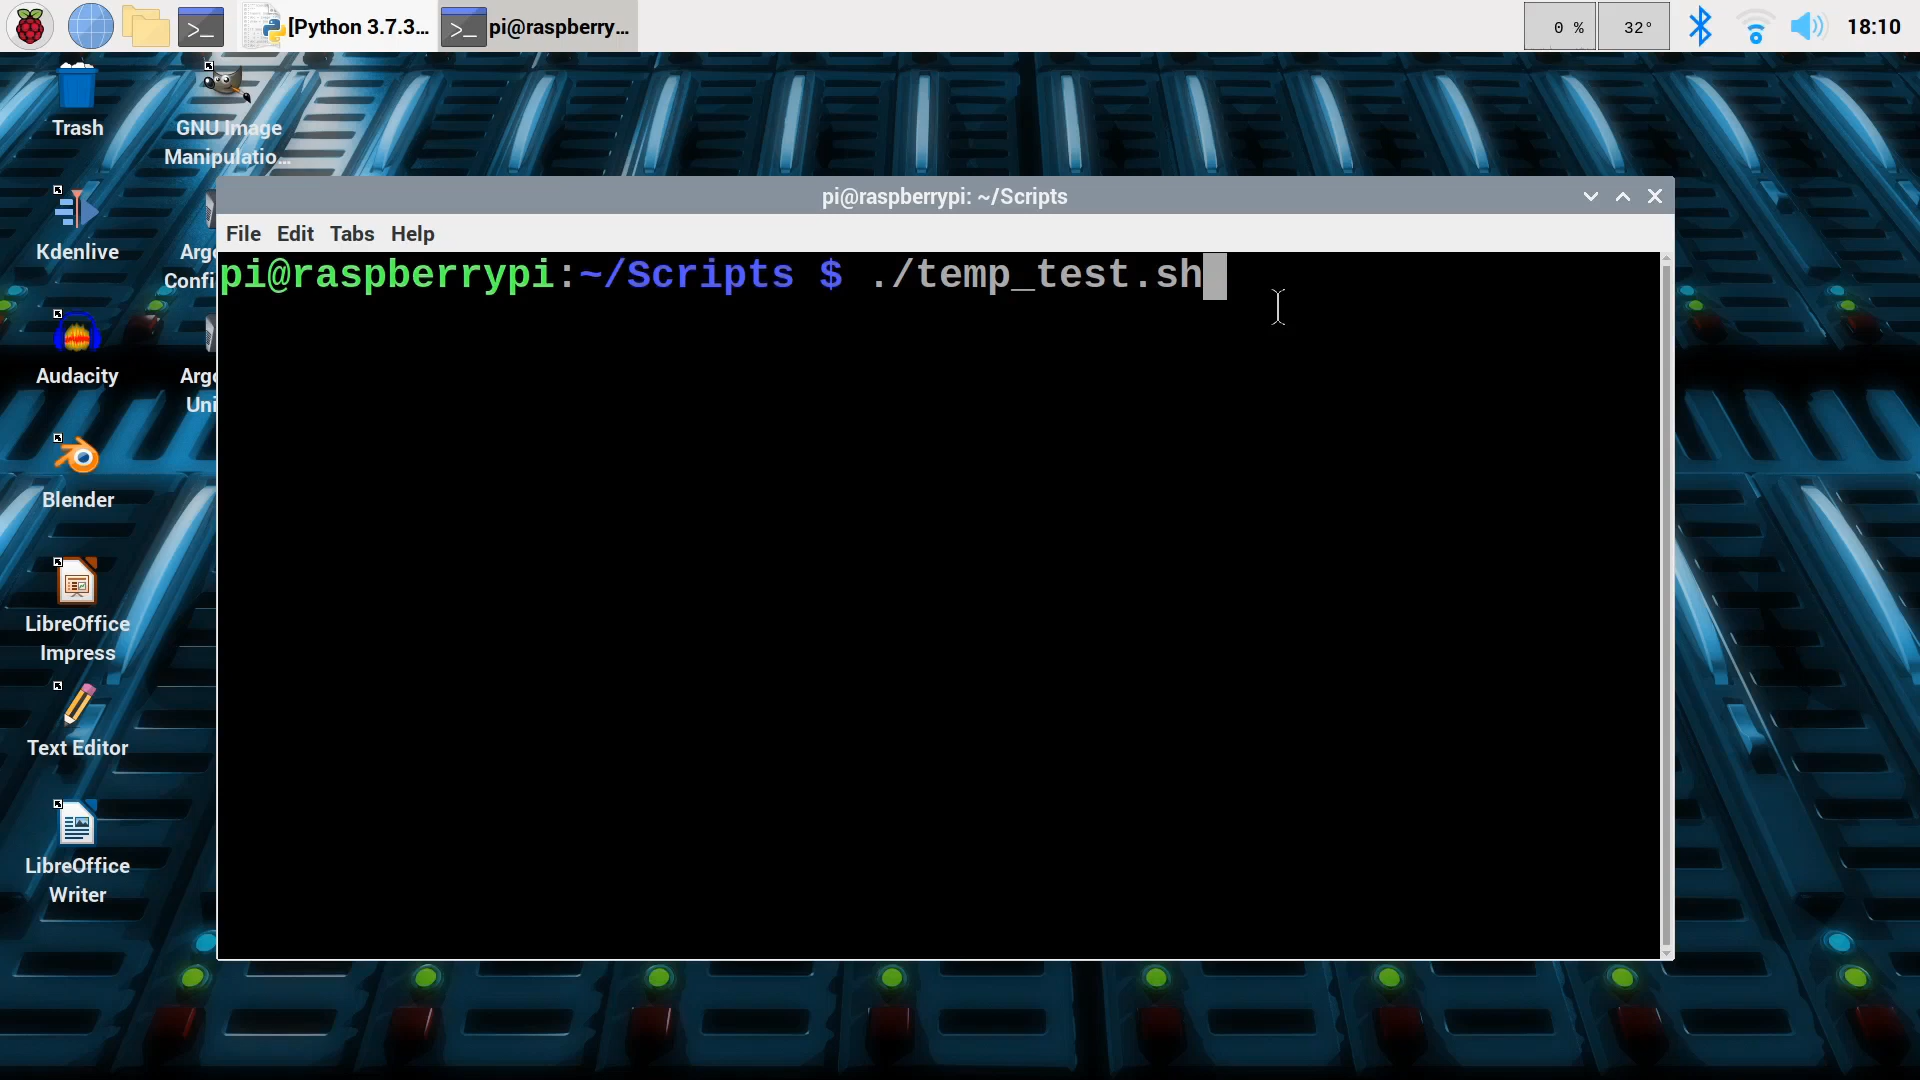 [Python 3.7.3...
pi@raspberry...
0 %
32°
18:10
Trash
GNU Image
Manipulatio...
Kdenlive
Confi
Audacity
Blender
LibreOffice
Impress
Text Editor
LibreOffice
Writer
pi@raspberrypi: ~/Scripts
File Edit Tabs Help
pi@raspberrypi:~/Scripts $ ./temp_test.sh